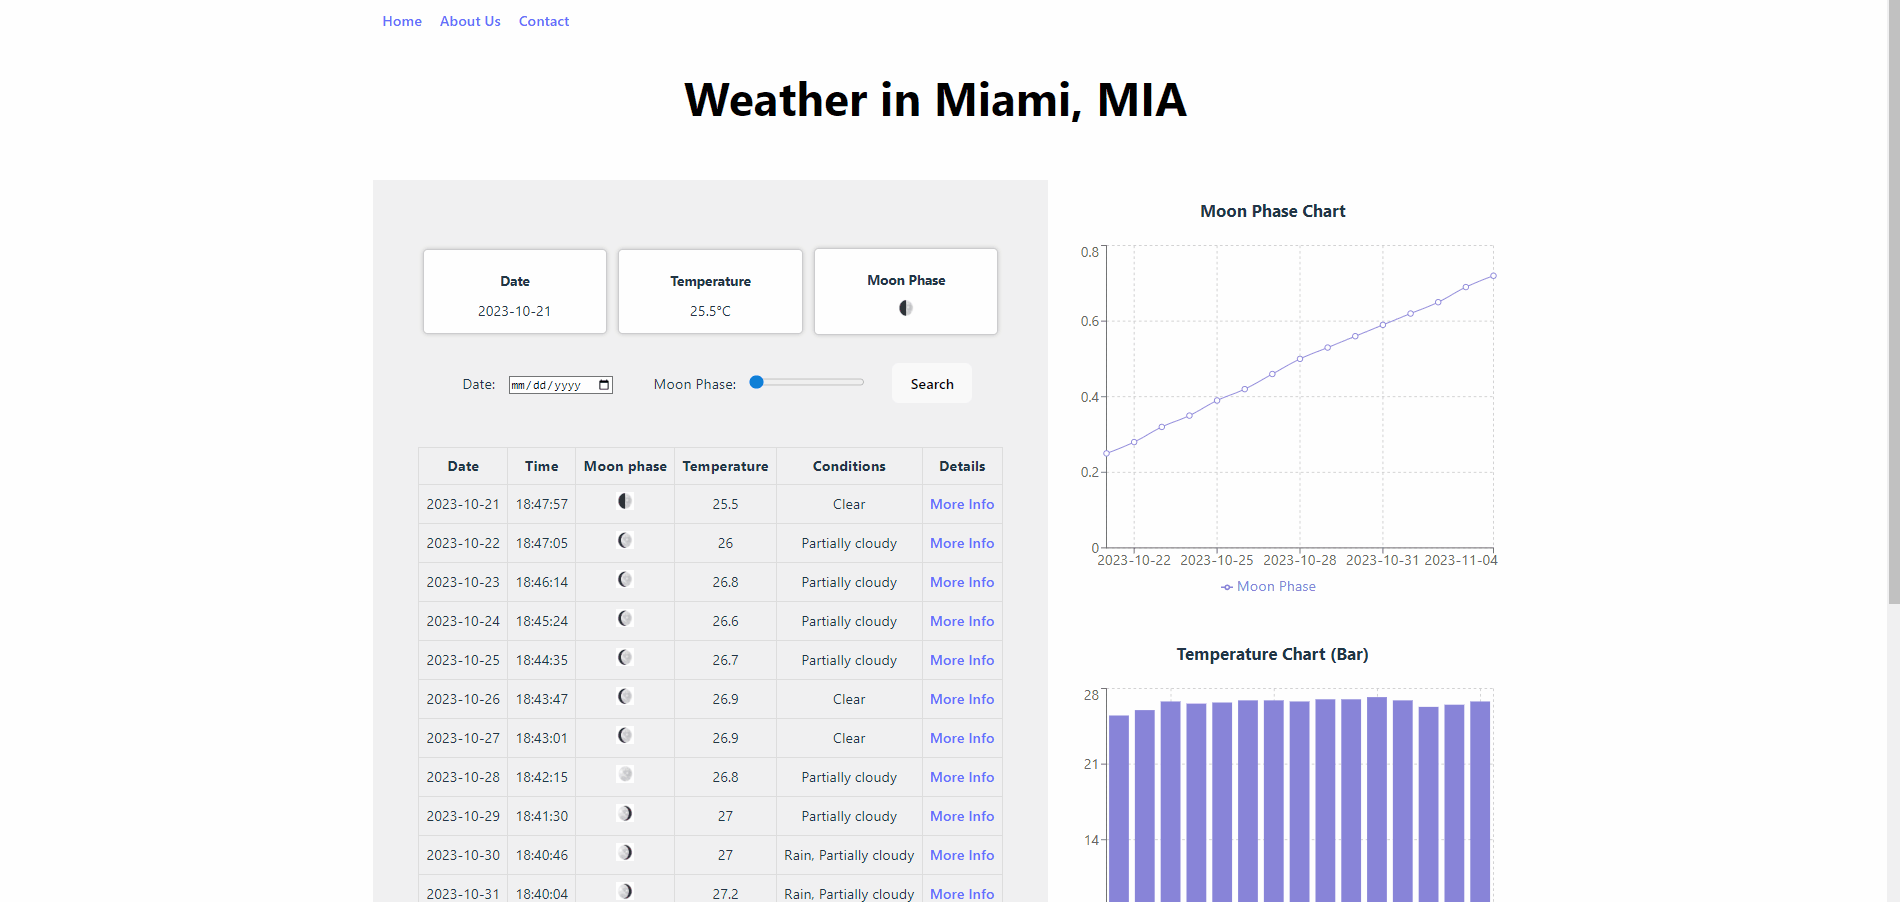 Home About Us Contact
Weather in Miami, MIA
Date
2023-10-21
Temperature
25.5°C
Moon Phase
Date: mm/dd/yyyy Moon Phase: Search
Date Time Moon phase Temperature Conditions Details
2023-10-21 18:47:57 25.5 Clear More Info
2023-10-22 18:47:05 26 Partially cloudy More Info
2023-10-23 18:46:14 26.8 Partially cloudy More Info
2023-10-24 18:45:24 26.6 Partially cloudy More Info
2023-10-25 18:44:35 26.7 Partially cloudy More Info
2023-10-26 18:43:47 26.9 Clear More Info
2023-10-27 18:43:01 26.9 Clear More Info
2023-10-28 18:42:15 26.8 Partially cloudy More Info
2023-10-29 18:41:30 27 Partially cloudy More Info
2023-10-30 18:40:46 27 Rain, Partially cloudy More Info
2023-10-31 18:40:04 27.2 Rain, Partially cloudy More Info
Moon Phase Chart
0.8
0.6
0.4
0.2
0
2023-10-22 2023-10-25 2023-10-28 2023-10-31 2023-11-04
Moon Phase
Temperature Chart (Bar)
28
21
14